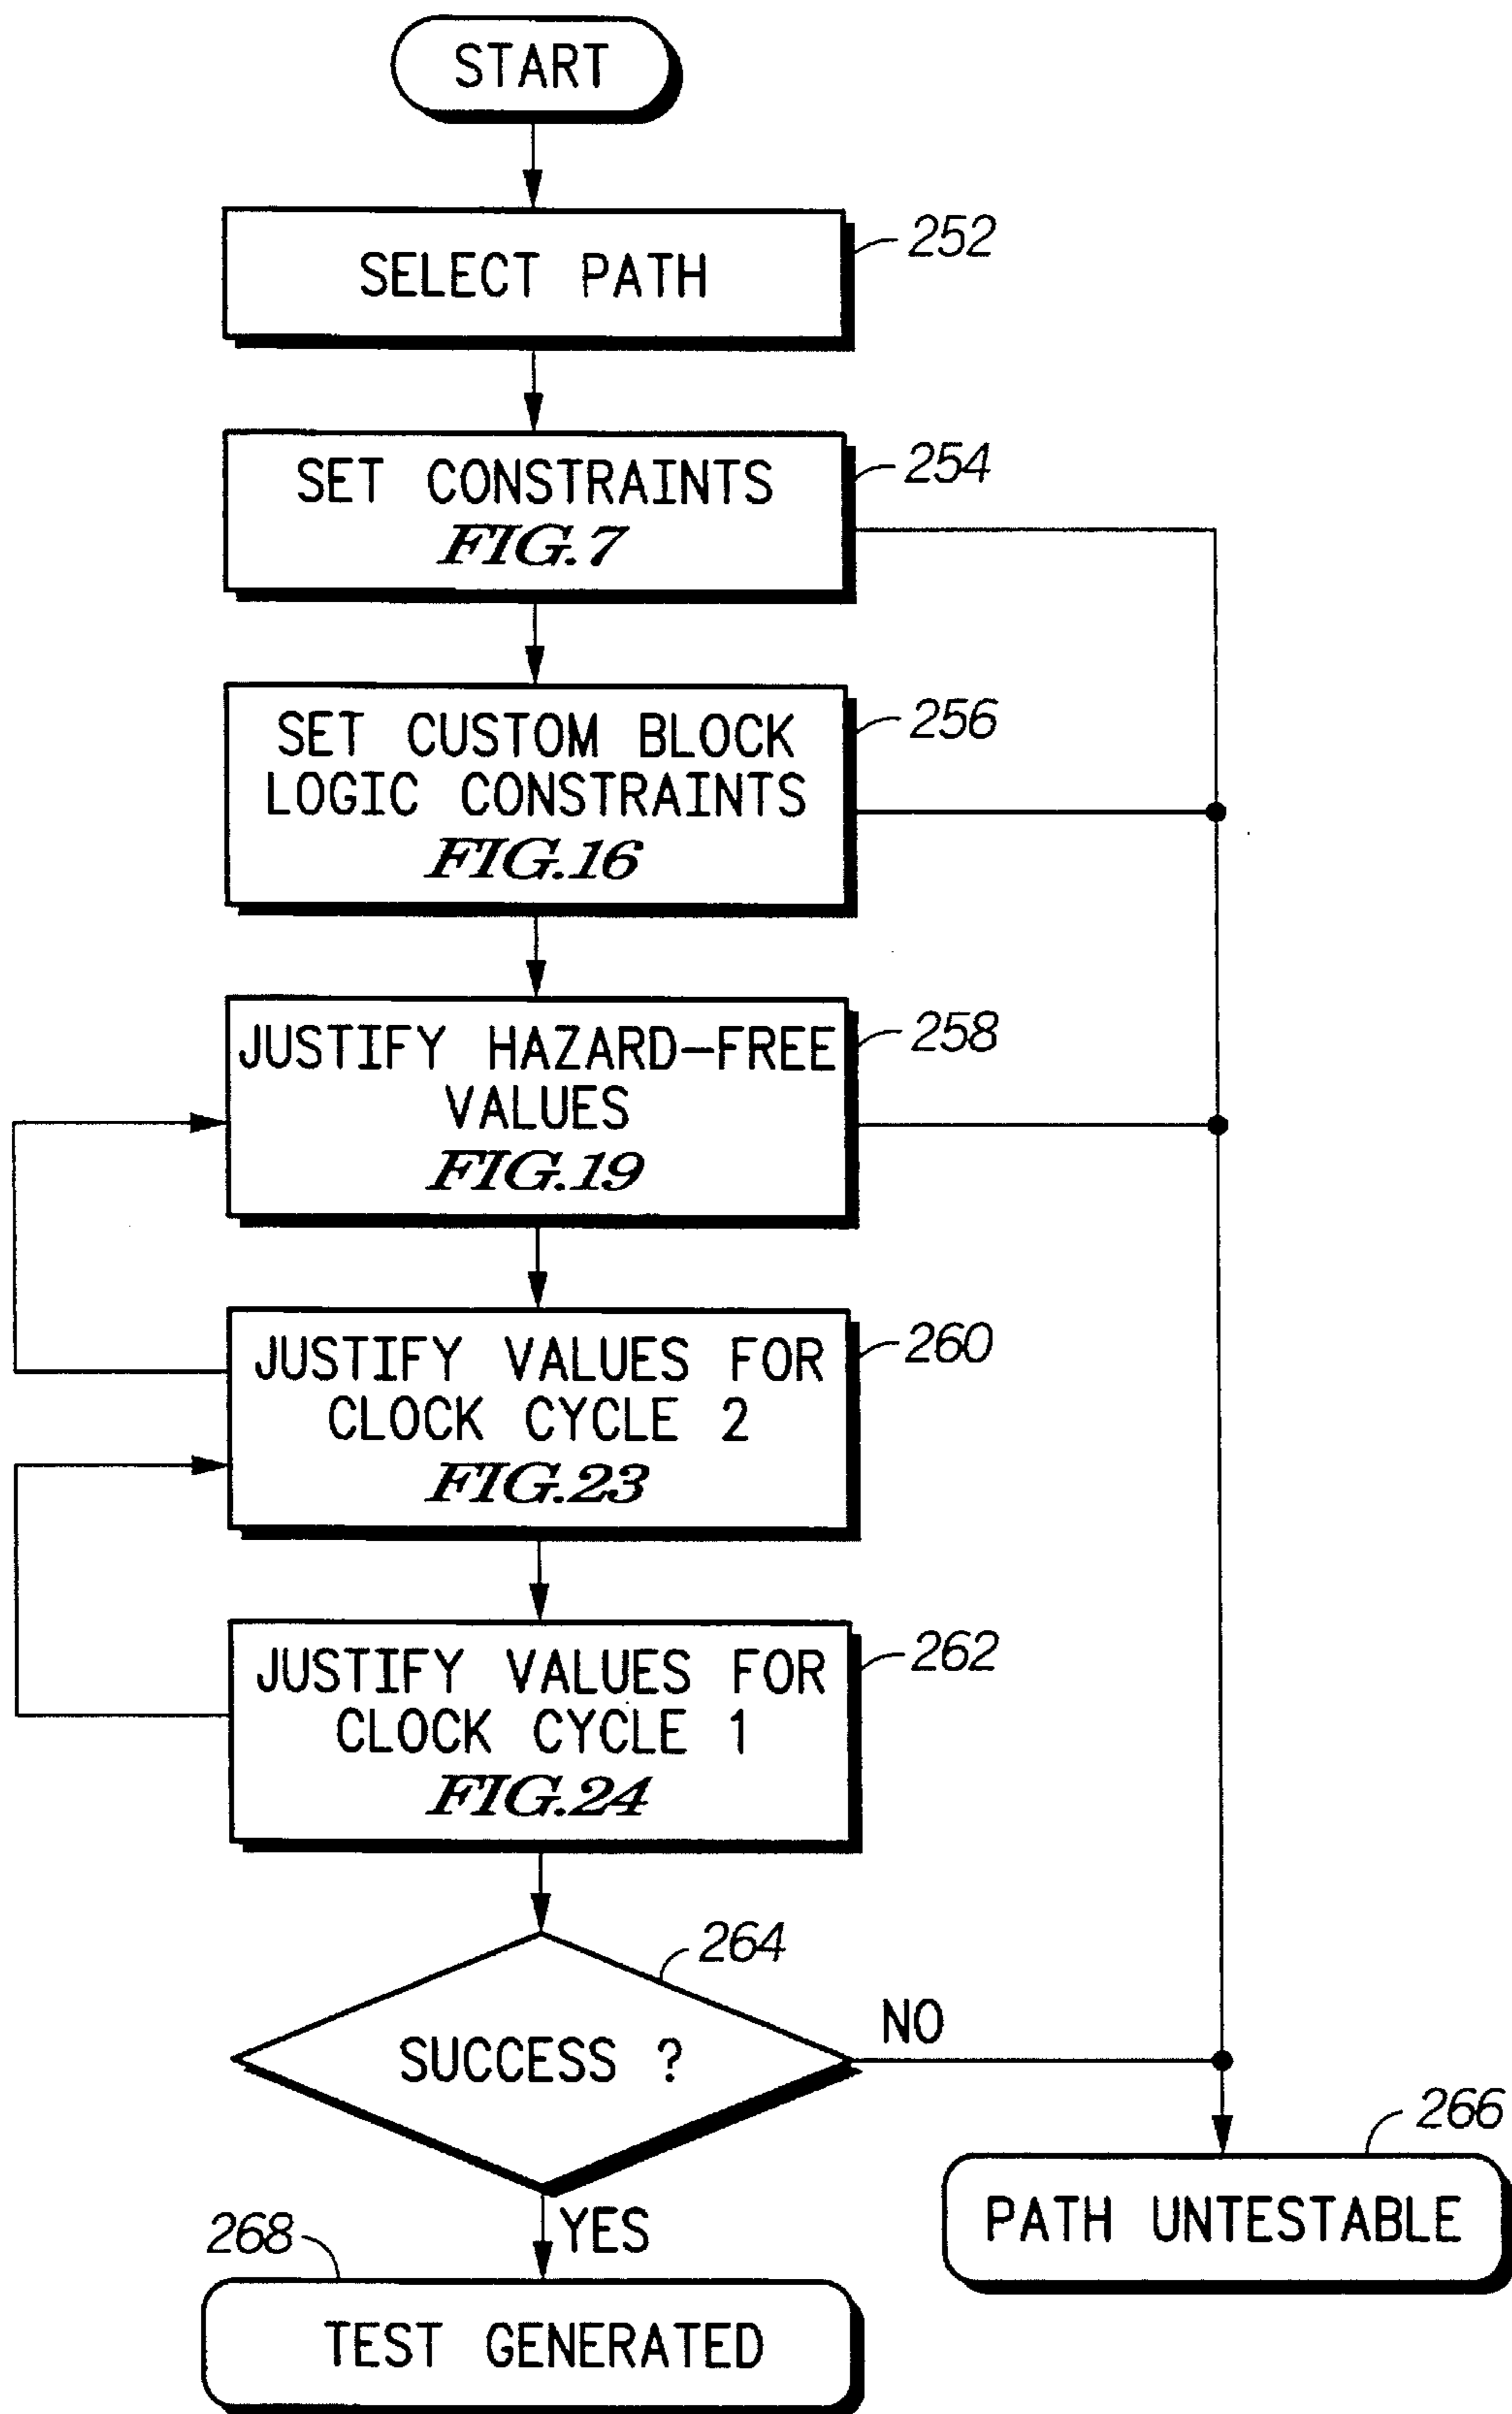 START
SELECT PATH
252
SET CONSTRAINTS
FIG.7
254
SET CUSTOM BLOCK
LOGIC CONSTRAINTS
FIG.16
256
JUSTIFY HAZARD-FREE
VALUES
FIG.19
258
JUSTIFY VALUES FOR
CLOCK CYCLE 2
FIG.23
260
JUSTIFY VALUES FOR
CLOCK CYCLE 1
FIG.24
262
264
SUCCESS ?
NO
YES
266
PATH UNTESTABLE
268
TEST GENERATED